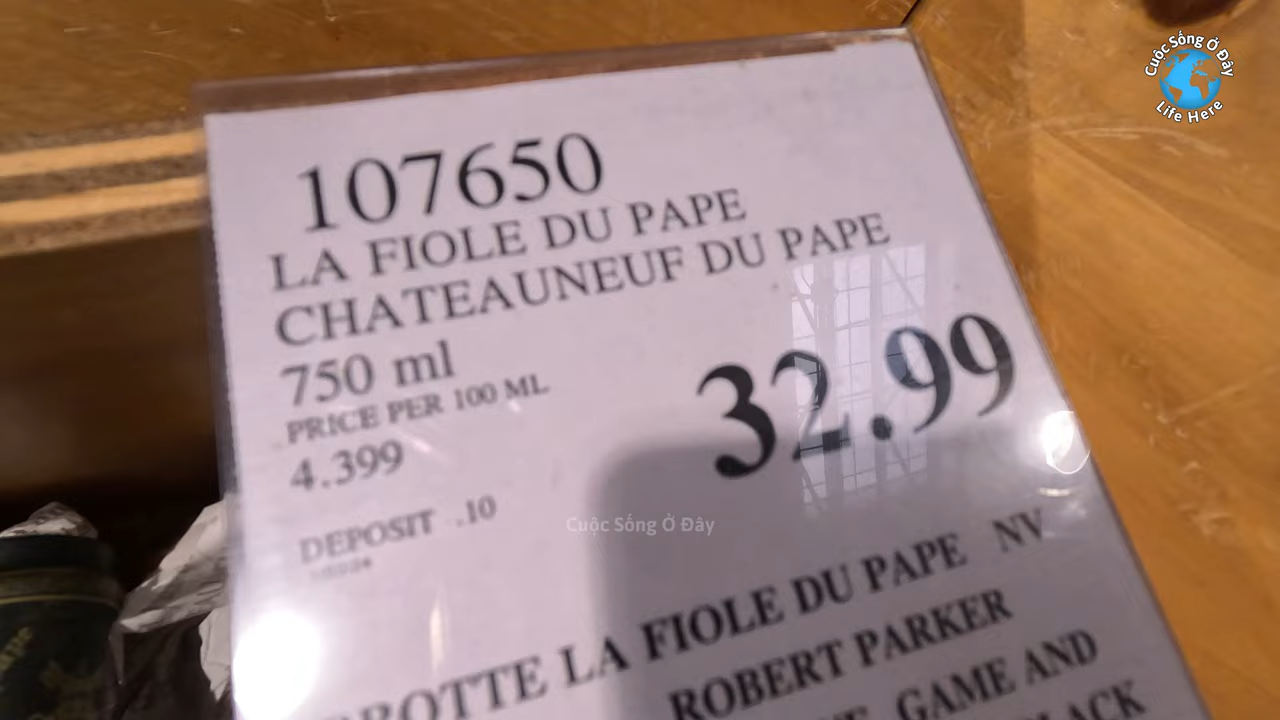 Cuộc Sống Ở Đây
Life Here
107650
LA FIOLE DU PAPE
CHATEAUNEUF DU PAPE
750 ml
32.99
PRICE PER 100 ML
4.399
DEPOSIT .10
Cuộc Sống Ở Đây
LA FIOLE DU PAPE NV
ROBERT PARKER
GAME AND